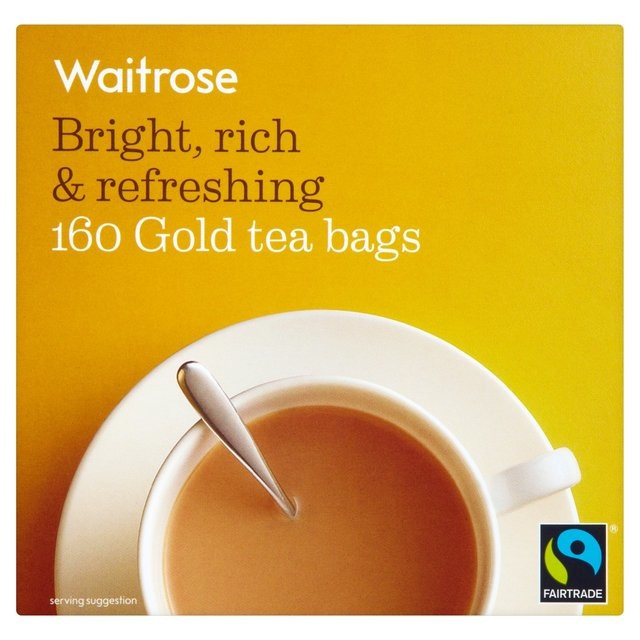 Waitrose
Bright, rich
& refreshing
160 Gold tea bags
serving suggestion
FAIRTRADE
®